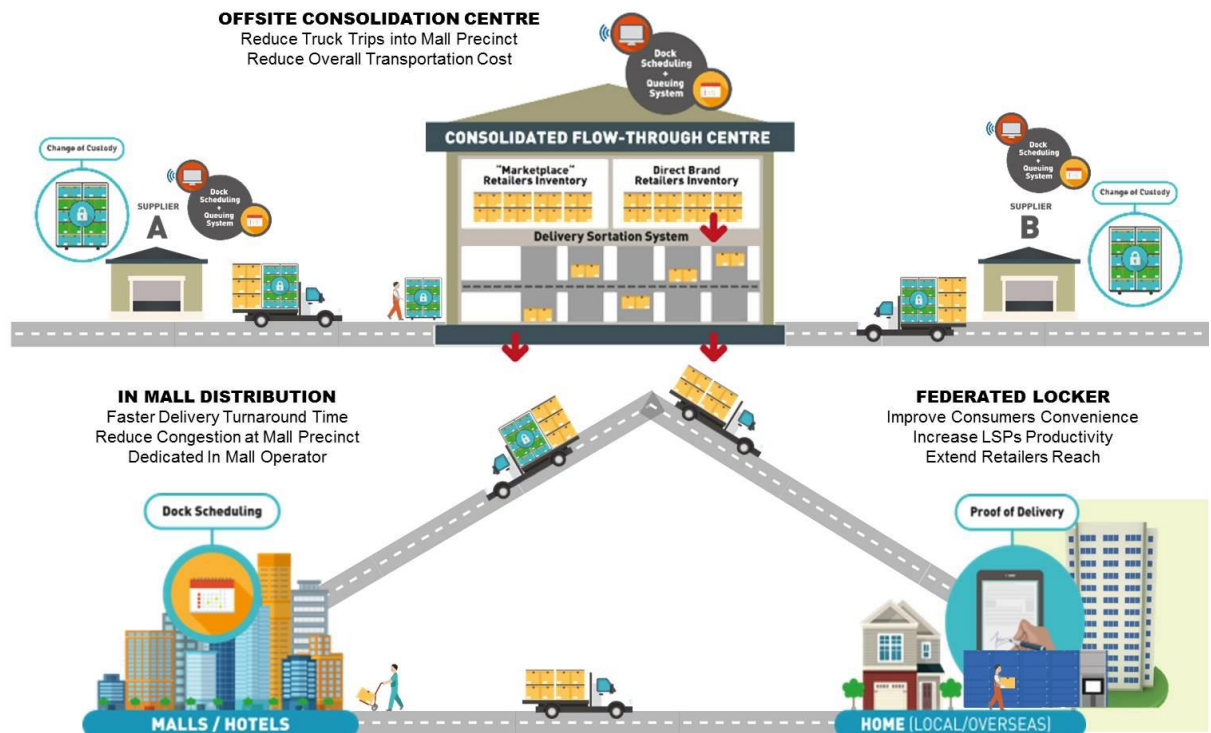 OFFSITE CONSOLIDATION CENTRE
Reduce Truck Trips into Mall Precinct
Reduce Overall Transportation Cost
Dock
Scheduling
+
Queuing
System
CONSOLIDATED FLOW-THROUGH CENTRE
"Marketplace"
Retailers Inventory
Direct Brand
Retailers Inventory
Delivery Sortation System
Change of Custody
SUPPLIER
A
Dock
Scheduling
+
Queuing
System
Dock
Scheduling
+
Queuing
System
SUPPLIER
B
Change of Custody
IN MALL DISTRIBUTION
Faster Delivery Turnaround Time
Reduce Congestion at Mall Precinct
Dedicated In Mall Operator
FEDERATED LOCKER
Improve Consumers Convenience
Increase LSPs Productivity
Extend Retailers Reach
Dock Scheduling
Proof of Delivery
MALLS / HOTELS
HOME (LOCAL/OVERSEAS)